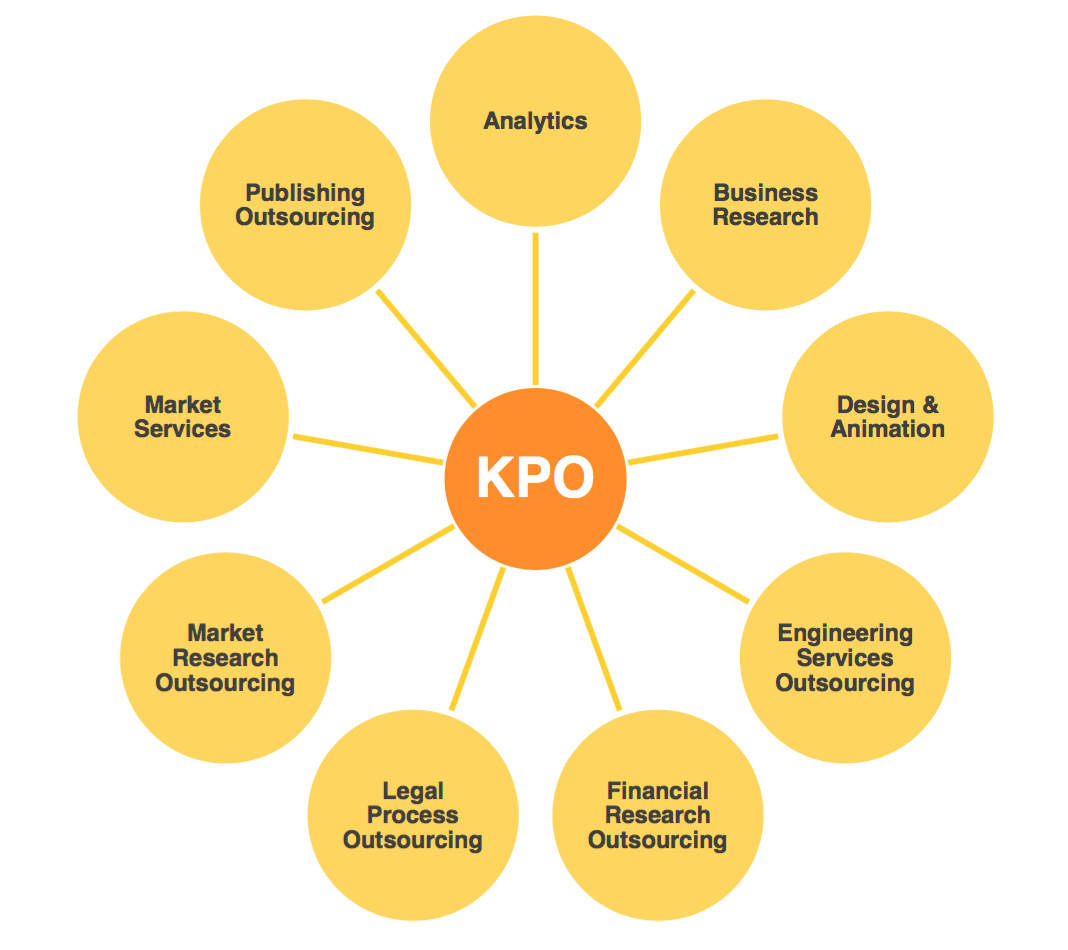 Analytics
Business
Research
Design &
Animation
Engineering
Services
Outsourcing
Financial
Research
Outsourcing
Legal
Process
Outsourcing
Market
Research
Outsourcing
Market
Services
Publishing
Outsourcing
KPO